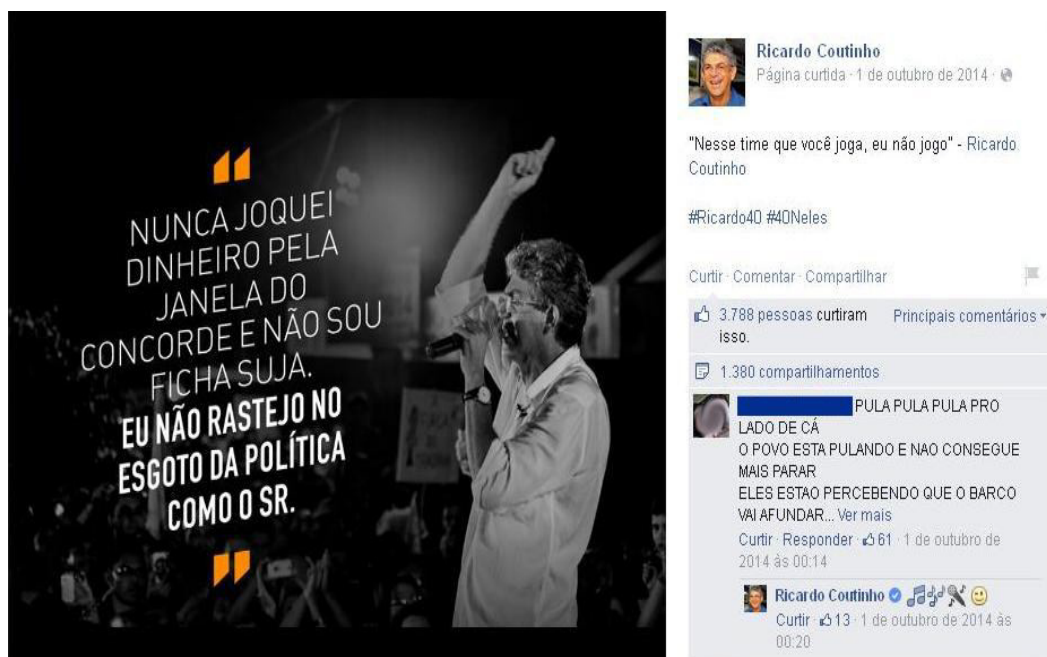 NUNCA JOQUEI
DINHEIRO PELA
JANELA DO
CONCORDE E NÃO SOU
FICHA SUJA.
EU NÃO RASTEJO NO
ESGOTO DA POLÍTICA
COMO O SR.
Ricardo Coutinho
Página curtida · 1 de outubro de 2014 ·
"Nesse time que você joga, eu não jogo" - Ricardo
Coutinho
#Ricardo40 #40Neles
Curtir · Comentar · Compartilhar
3.788 pessoas curtiram
isso.
Principais comentários
1.380 compartilhamentos
PULA PULA PULA PRO
LADO DE CÁ
O POVO ESTA PULANDO E NAO CONSEGUE
MAIS PARAR
ELES ESTAO PERCEBENDO QUE O BARCO
VAI AFUNDAR... Ver mais
Curtir · Responder · 61 · 1 de outubro de
2014 às 00:14
Ricardo Coutinho
Curtir · 13 · 1 de outubro de 2014 às
00:20